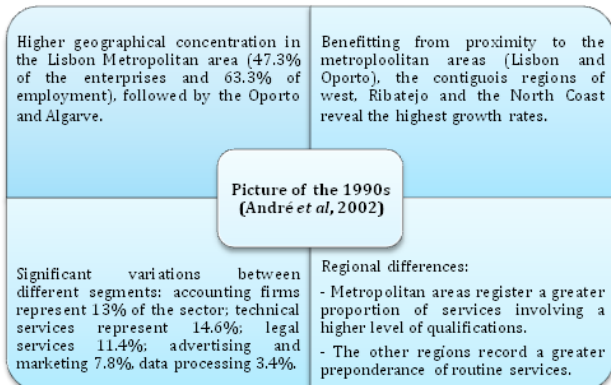 Higher geographical concentration in
the Lisbon Metropolitan area (47.3%
of the enterprises and 63.3% of
employment), followed by the Oporto
and Algarve.
Benefitting from proximity to the
metroploolitan areas (Lisbon and
Oporto), the contiguois regions of
west, Ribatejo and the North Coast
reveal the highest growth rates.
Picture of the 1990s
(André et al, 2002)
Significant variations between
different segments: accounting firms
represent 13% of the sector; technical
services represent 14.6%; legal
services 11.4%; advertising and
marketing 7.8%, data processing 3.4%.
Regional differences:
- Metropolitan areas register a greater
proportion of services involving a
higher level of qualifications.
- The other regions record a greater
preponderance of routine services.